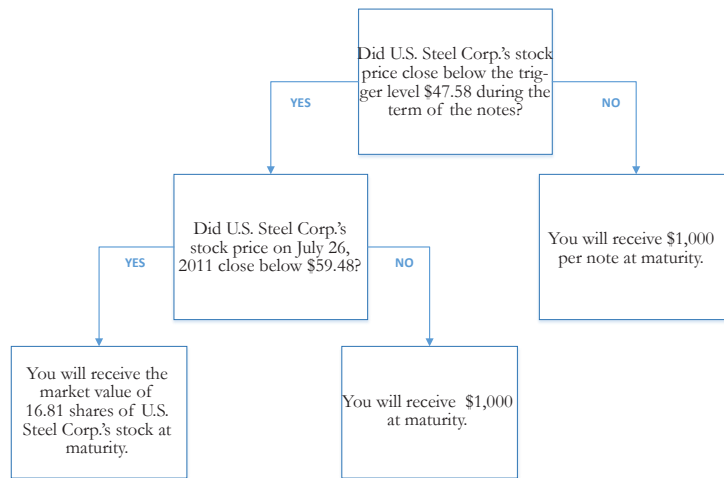 Did U.S. Steel Corp.'s stock
price close below the trig-
ger level $47.58 during the
term of the notes?
YES
NO
Did U.S. Steel Corp.'s
stock price on July 26,
2011 close below $59.48?
You will receive $1,000
per note at maturity.
YES
NO
You will receive the
market value of
16.81 shares of U.S.
Steel Corp.'s stock at
maturity.
You will receive $1,000
at maturity.